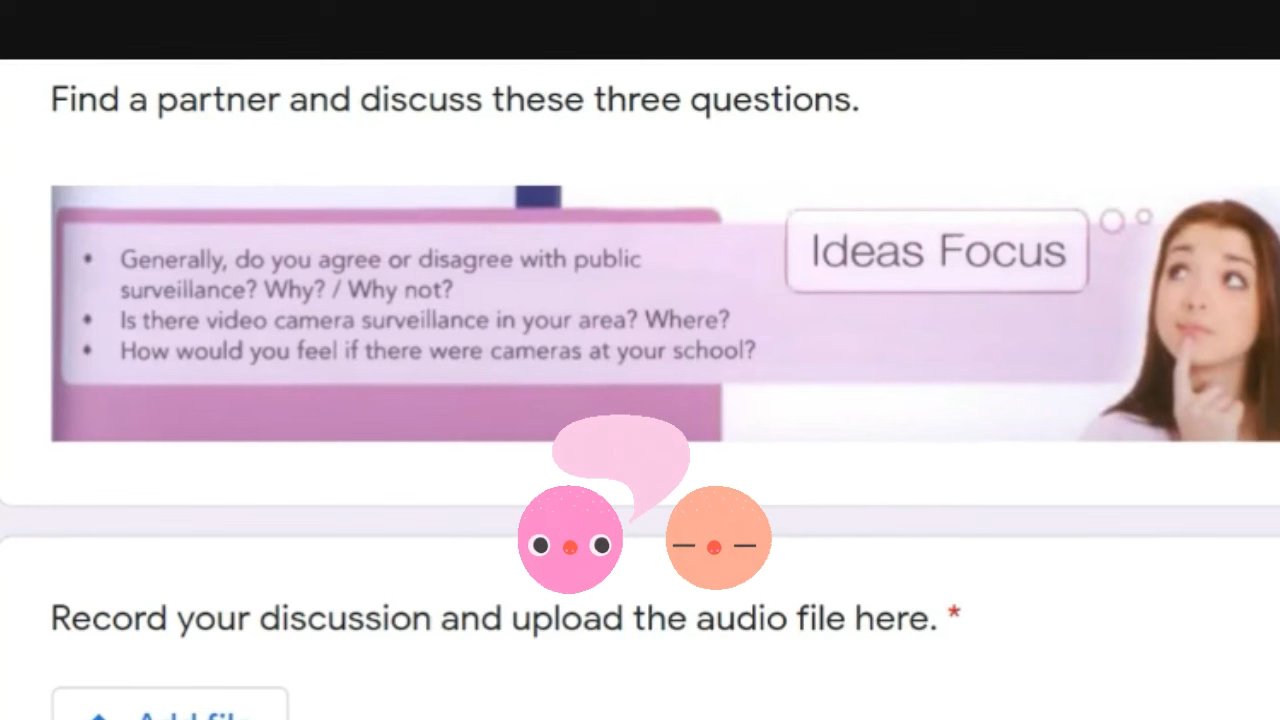 Find a partner and discuss these three questions.
Ideas Focus
• Generally, do you agree or disagree with public
surveillance? Why? / Why not?
• Is there video camera surveillance in your area? Where?
• How would you feel if there were cameras at your school?
Record your discussion and upload the audio file here. *
Add file